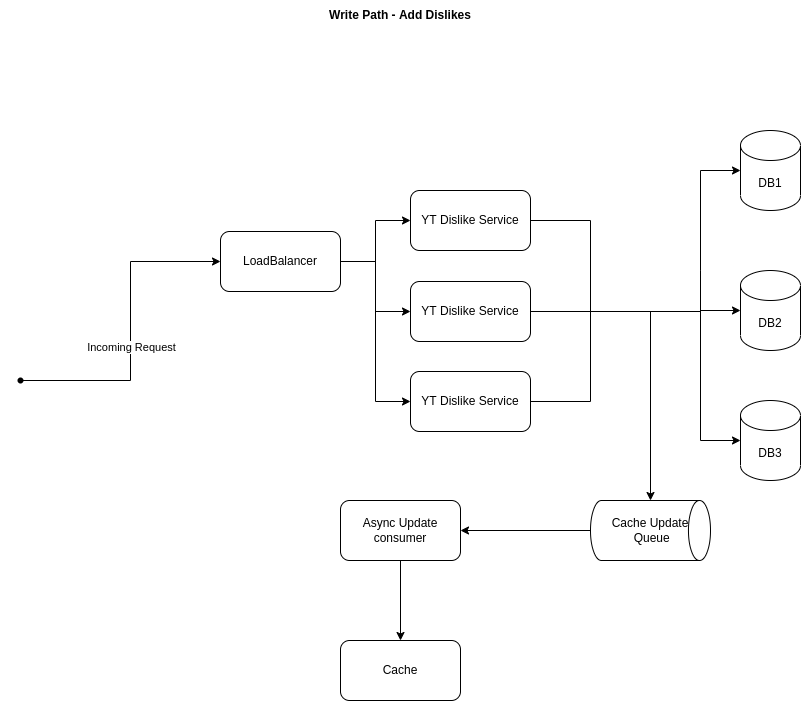 Write Path - Add Dislikes
DB1
YT Dislike Service
LoadBalancer
YT Dislike Service
DB2
Incoming Request
YT Dislike Service
DB3
Async Update
consumer
Cache Update
Queue
Cache